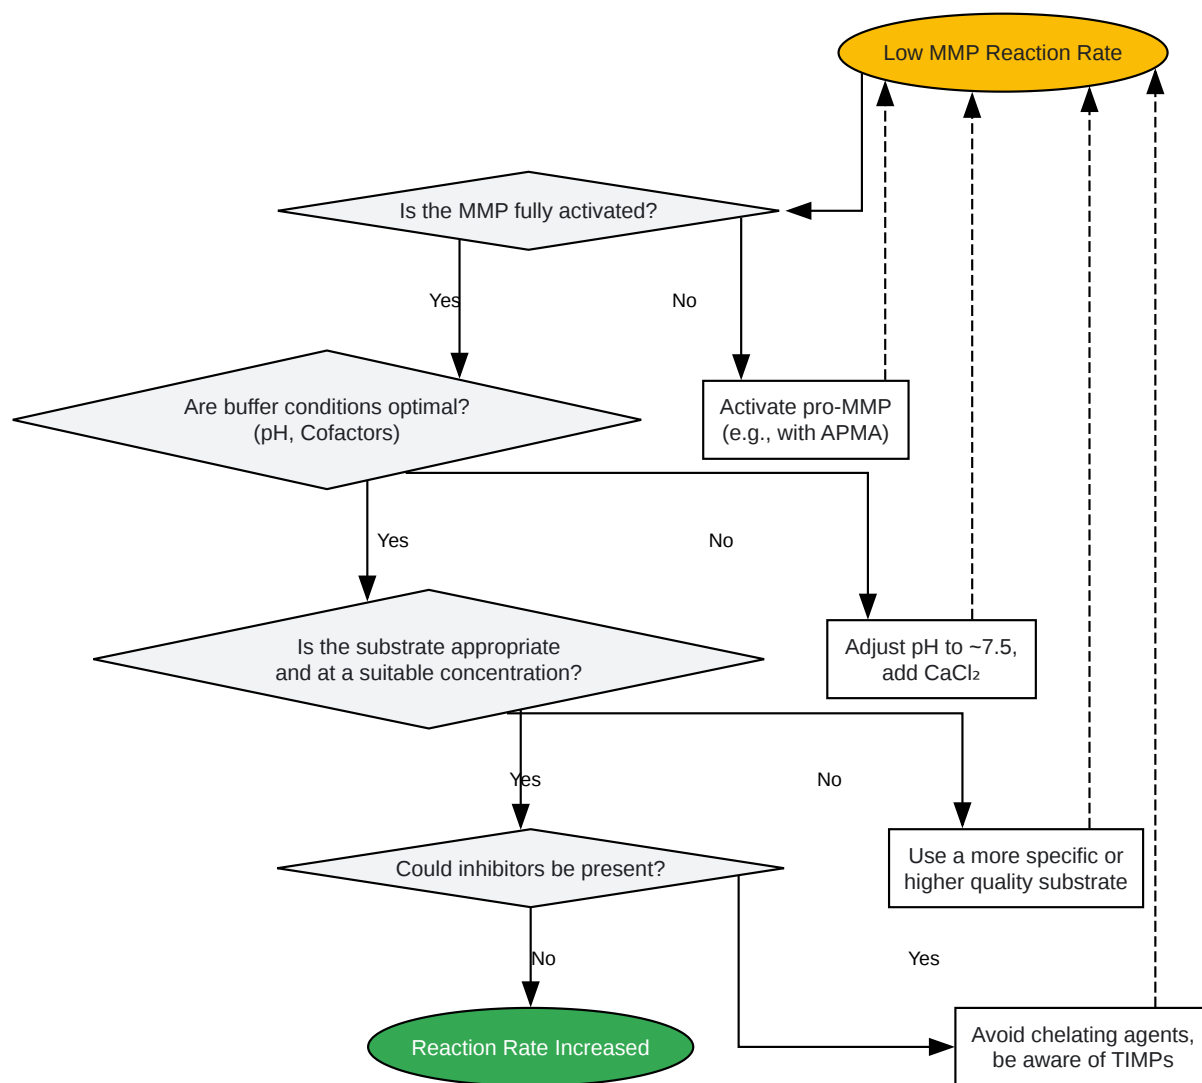 Low MMP Reaction Rate
Is the MMP fully activated?
Yes
No
Are buffer conditions optimal?
(pH, Cofactors)
Activate pro-MMP
(e.g., with APMA)
Yes
No
Is the substrate appropriate
and at a suitable concentration?
Adjust pH to ~7.5,
add CaCl₂
Yes
No
Could inhibitors be present?
Use a more specific or
higher quality substrate
No
Yes
Reaction Rate Increased
Avoid chelating agents,
be aware of TIMPs